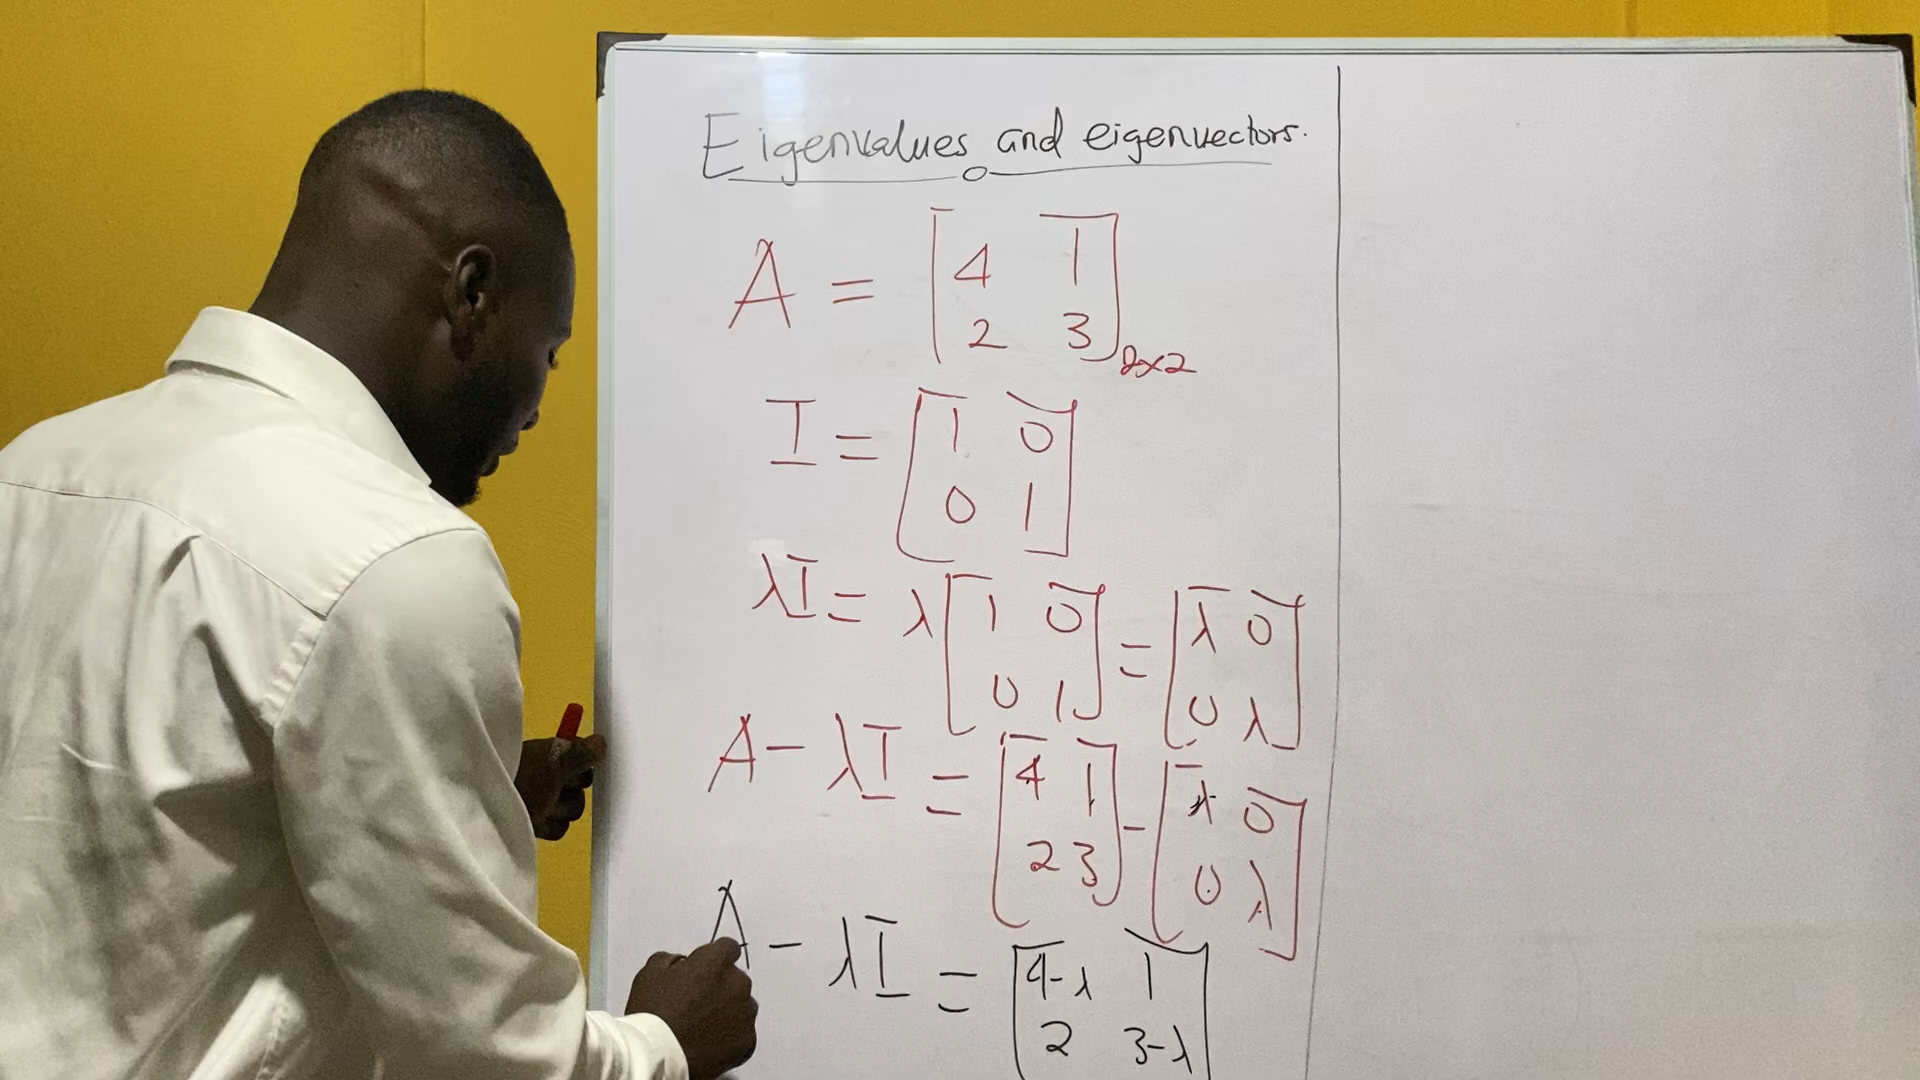 Eigenvalues and eigenvectors.
A = [4 1
2 3]2x2
I = [1 0
0 1]
λI = λ[1 0
0 1] = [λ 0
0 λ]
A - λI = [4 1
2 3] - [λ 0
0 λ]
A - λI = [4-λ 1
2 3-λ]